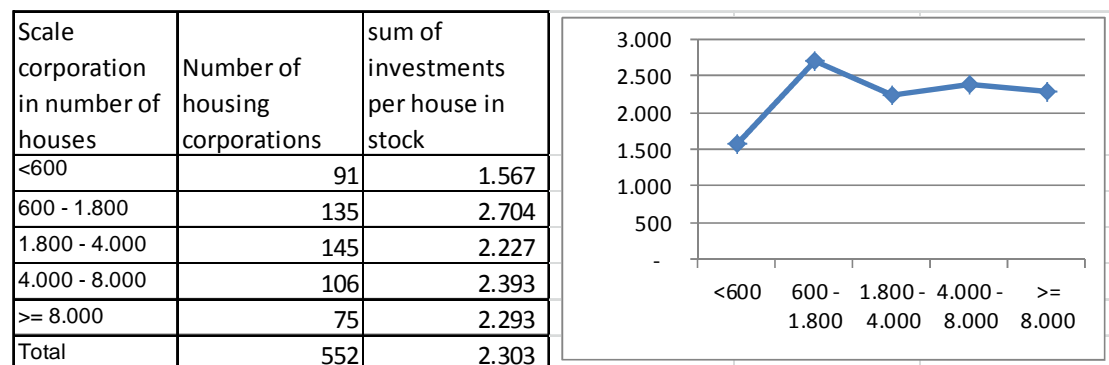 Scale
corporation
in number of
houses
Number of
housing
corporations
sum of
investments
per house in
stock
<600 91 1.567
600 - 1.800 135 2.704
1.800 - 4.000 145 2.227
4.000 - 8.000 106 2.393
>= 8.000 75 2.293
Total 552 2.303
3.000
2.500
2.000
1.500
1.000
500
-
<600 600 - 1.800 - 4.000 - >=
1.800 4.000 8.000 8.000